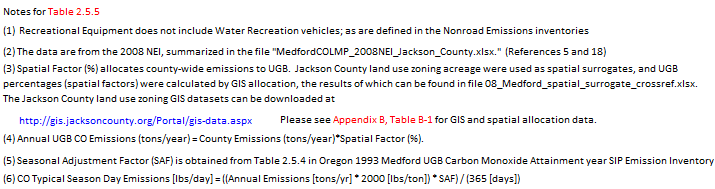 Notes for Table 2.5.5
(1) Recreational Equipment does not include Water Recreation vehicles; as are defined in the Nonroad Emissions inventories
(2) The data are from the 2008 NEI, summarized in the file "MedfordCOLMP_2008NEI_Jackson_County.xlsx." (References 5 and 18)
(3) Spatial Factor (%) allocates county-wide emissions to UGB. Jackson County land use zoning acreage were used as spatial surrogates, and UGB
percentages (spatial factors) were calculated by GIS allocation, the results of which can be found in file 08_Medford_spatial_surrogate_crossref.xlsx.
The Jackson County land use zoning GIS datasets can be downloaded at
http://gis.jacksoncounty.org/Portal/gis-data.aspx Please see Appendix B, Table B-1 for GIS and spatial allocation data.
(4) Annual UGB CO Emissions (tons/year) = County Emissions (tons/year)*Spatial Factor (%).
(5) Seasonal Adjustment Factor (SAF) is obtained from Table 2.5.4 in Oregon 1993 Medford UGB Carbon Monoxide Attainment year SIP Emission Inventory
(6) CO Typical Season Day Emissions [lbs/day] = ((Annual Emissions [tons/yr] * 2000 [lbs/ton]) * SAF) / (365 [days])